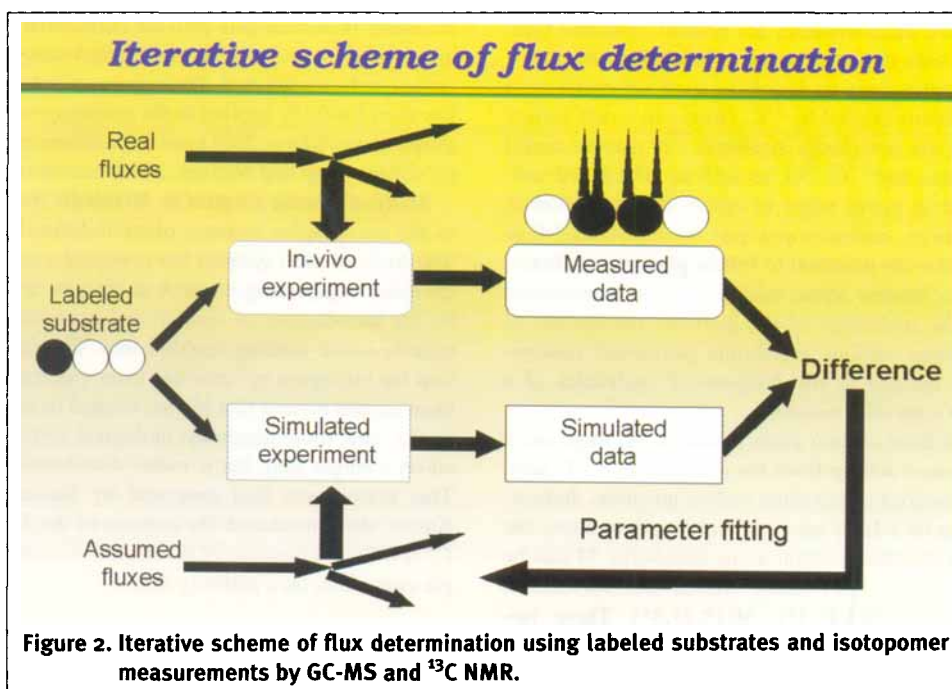 Iterative scheme of flux determination
Real
fluxes
In-vivo
experiment
Measured
data
Labeled
substrate
Difference
Simulated
experiment
Simulated
data
Parameter fitting
Assumed
fluxes
Figure 2. Iterative scheme of flux determination using labeled substrates and isotopomer
measurements by GC-MS and ¹³C NMR.